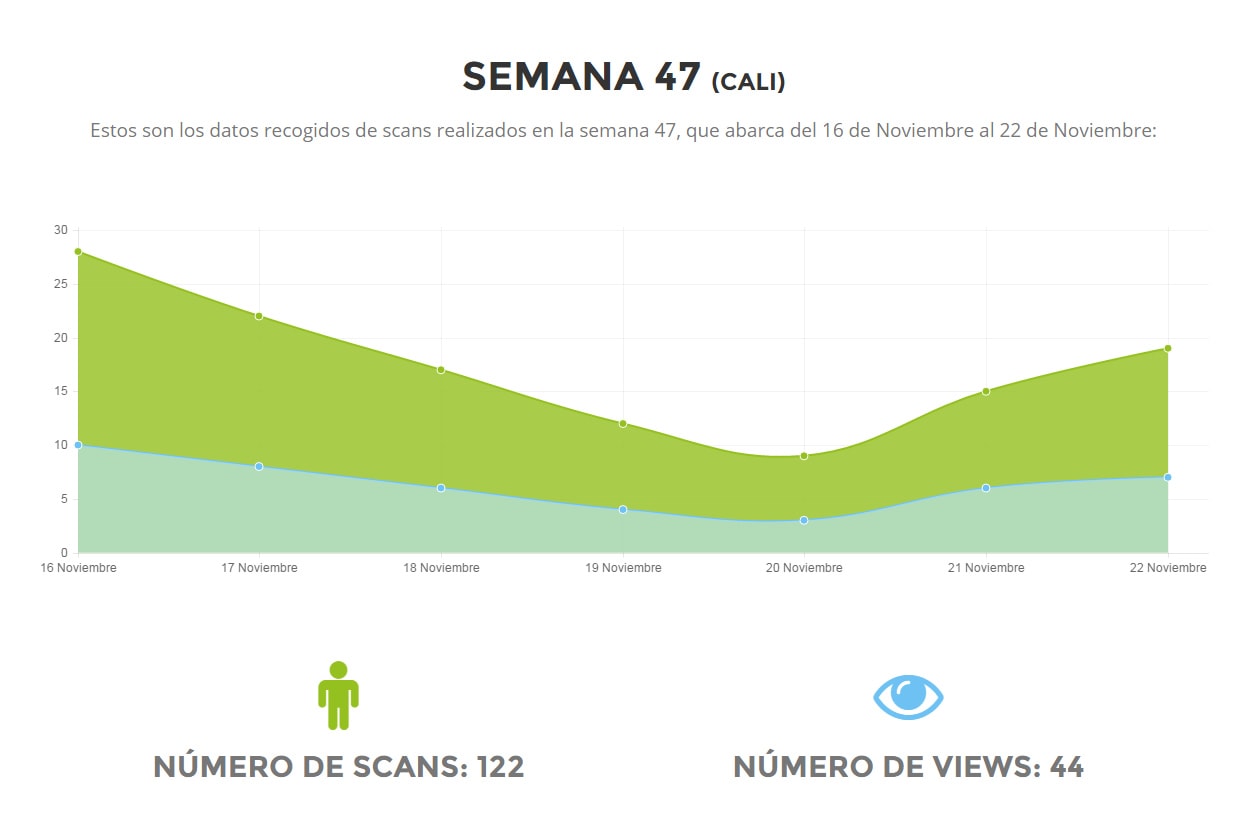 SEMANA 47 (CALI)
Estos son los datos recogidos de scans realizados en la semana 47, que abarca del 16 de Noviembre al 22 de Noviembre:
30
25
20
15
10
5
0
16 Noviembre 17 Noviembre 18 Noviembre 19 Noviembre 20 Noviembre 21 Noviembre 22 Noviembre
NÚMERO DE SCANS: 122
NÚMERO DE VIEWS: 44